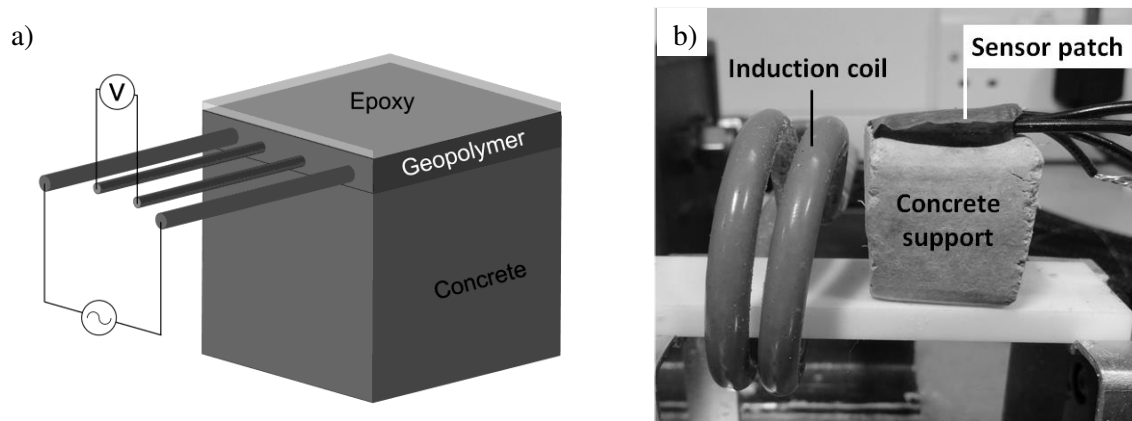 a)
V
Epoxy
Geopolymer
Concrete
b)
Sensor patch
Induction coil
Concrete
support